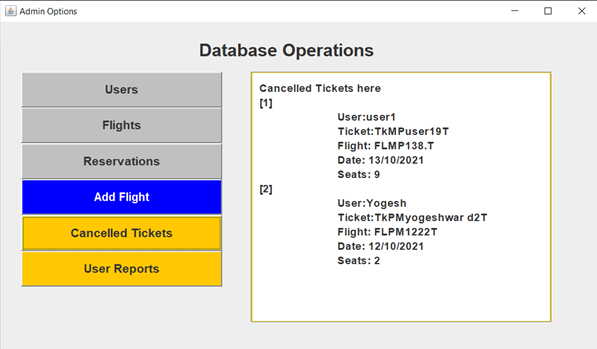 Admin Options
Database Operations
Users
Flights
Reservations
Add Flight
Cancelled Tickets
User Reports
Cancelled Tickets here
[1]
User:user1
Ticket:TkMPuser19T
Flight: FLMP138.T
Date: 13/10/2021
Seats: 9
[2]
User:Yogesh
Ticket:TkPMyogeshwar d2T
Flight: FLPM1222T
Date: 12/10/2021
Seats: 2